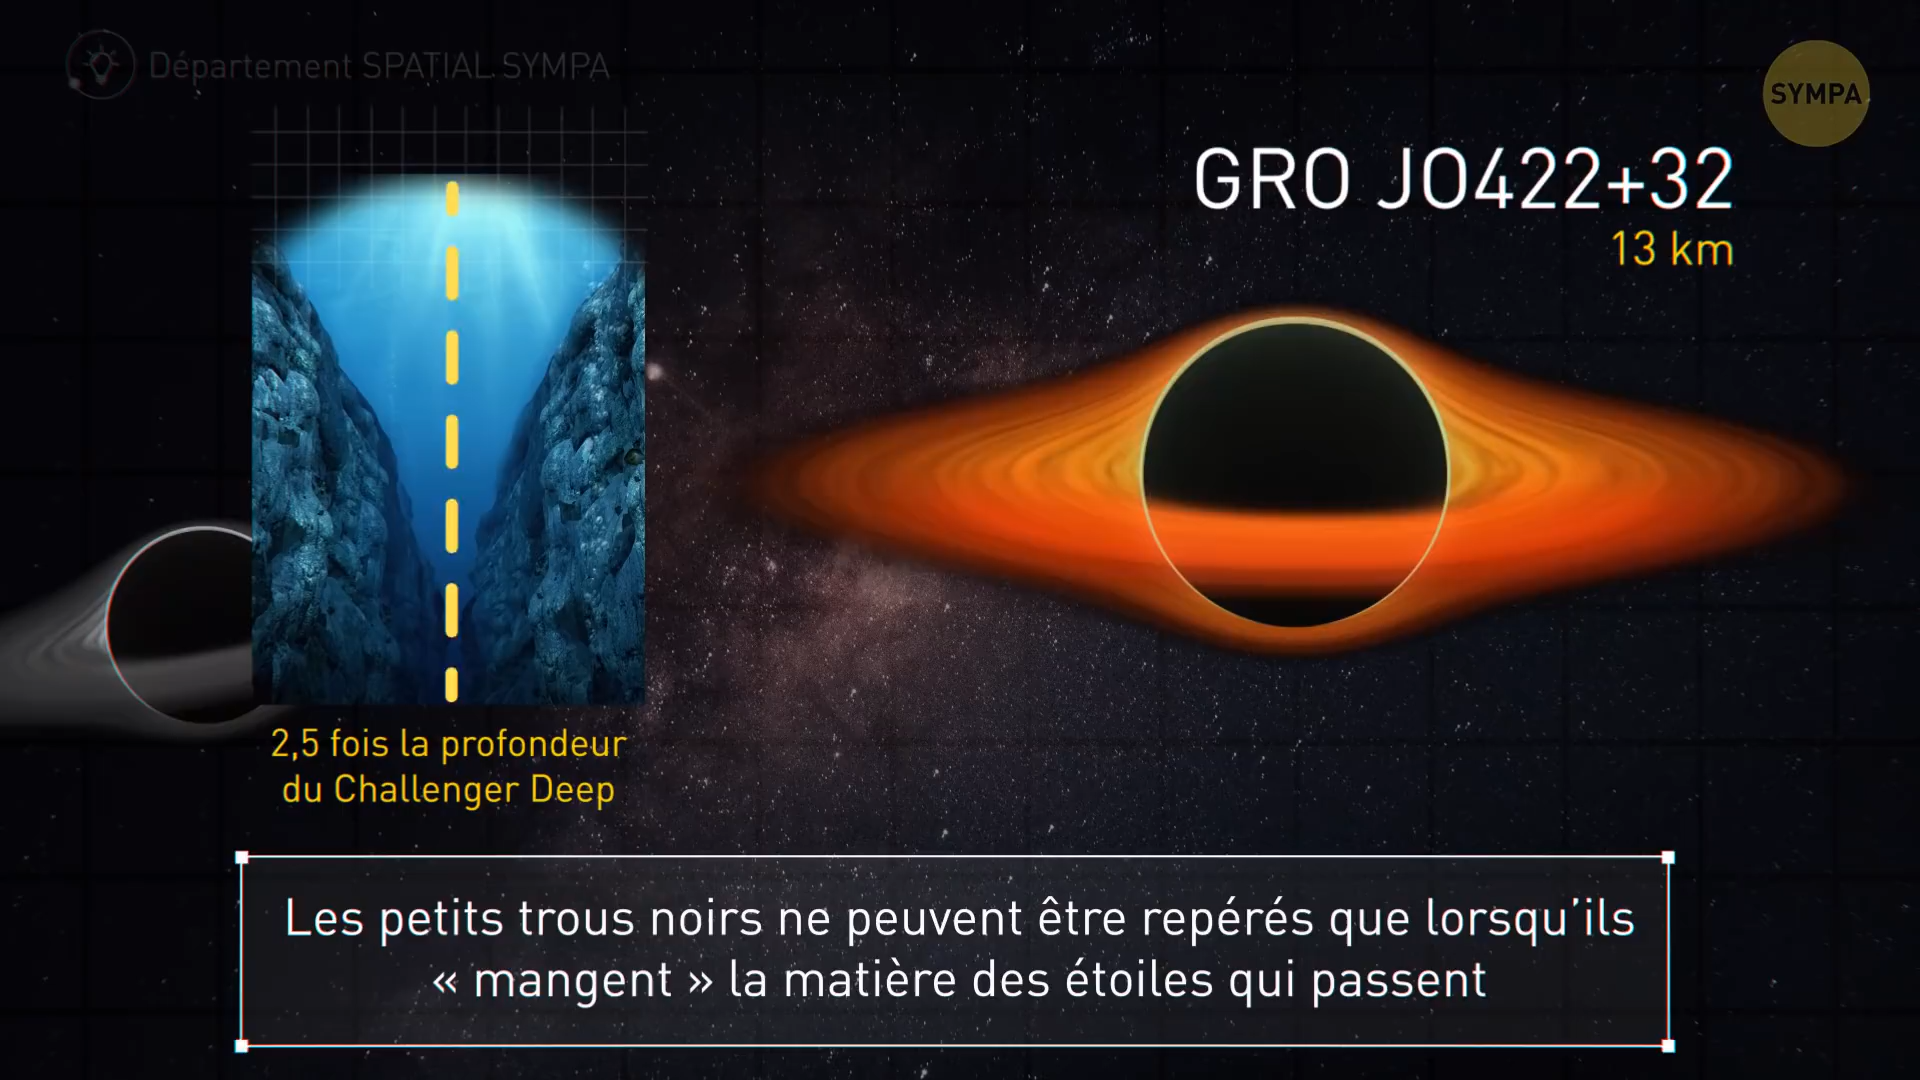 Département SPATIAL SYMPA
SYMPA
GRO JO422+32
13 km
2,5 fois la profondeur
du Challenger Deep
Les petits trous noirs ne peuvent être repérés que lorsqu’ils
« mangent » la matière des étoiles qui passent